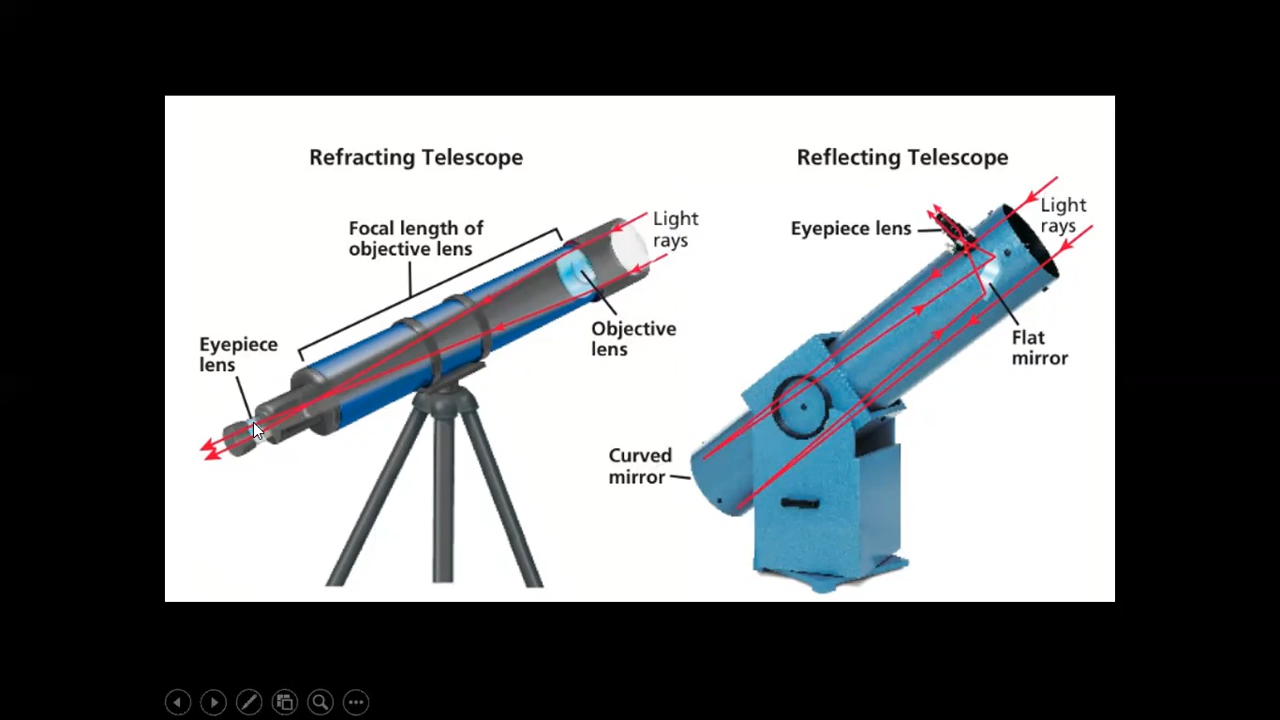 Refracting Telescope
Focal length of
objective lens
Light
rays
Objective
lens
Eyepiece
lens
Reflecting Telescope
Light
rays
Eyepiece lens
Flat
mirror
Curved
mirror